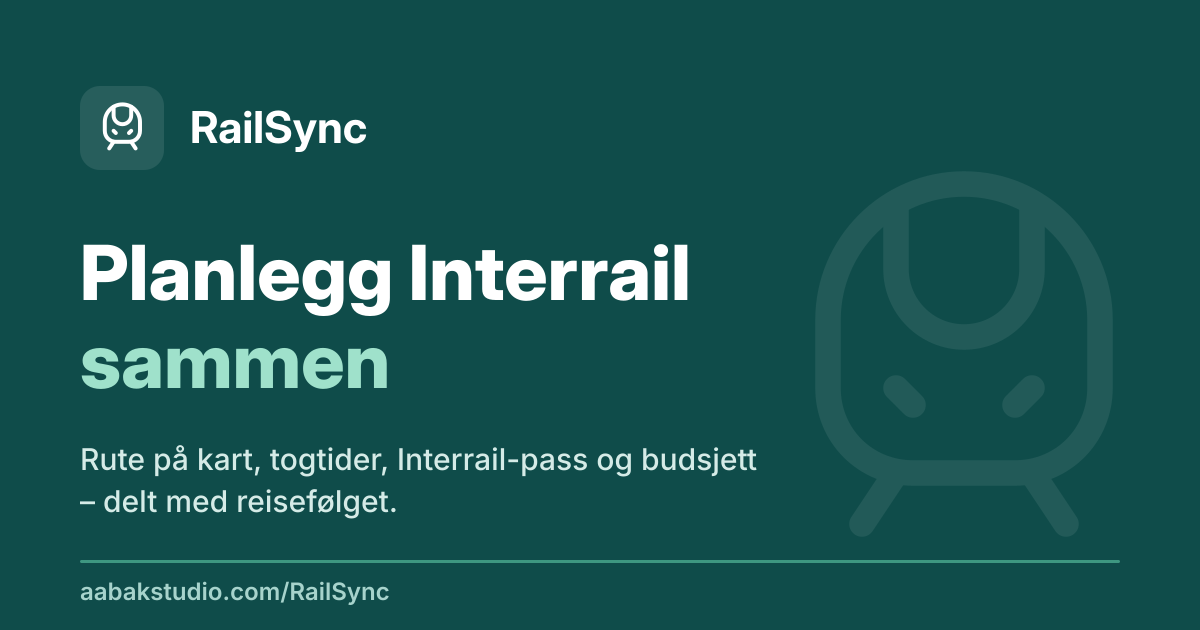 RailSync
Planlegg Interrail
sammen
Rute på kart, togtider, Interrail-pass og budsjett
– delt med reisefølget.
aabakstudio.com/RailSync